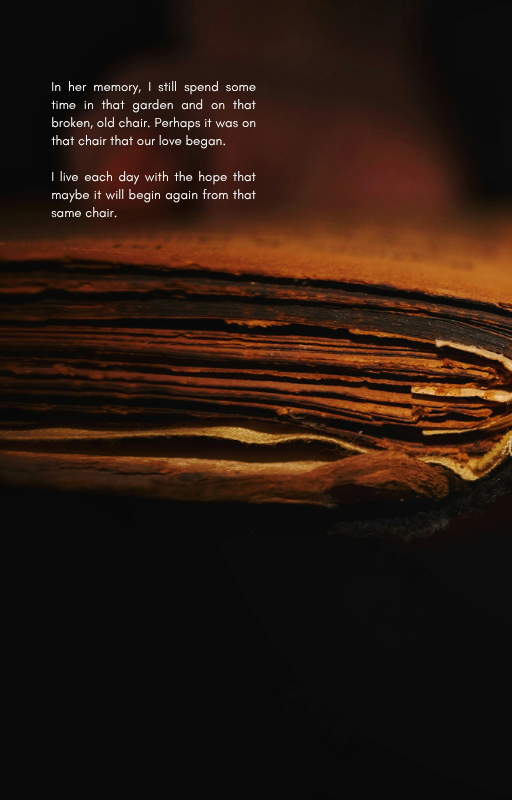 In her memory, I still spend some
time in that garden and on that
broken, old chair. Perhaps it was on
that chair that our love began.
I live each day with the hope that
maybe it will begin again from that
same chair.